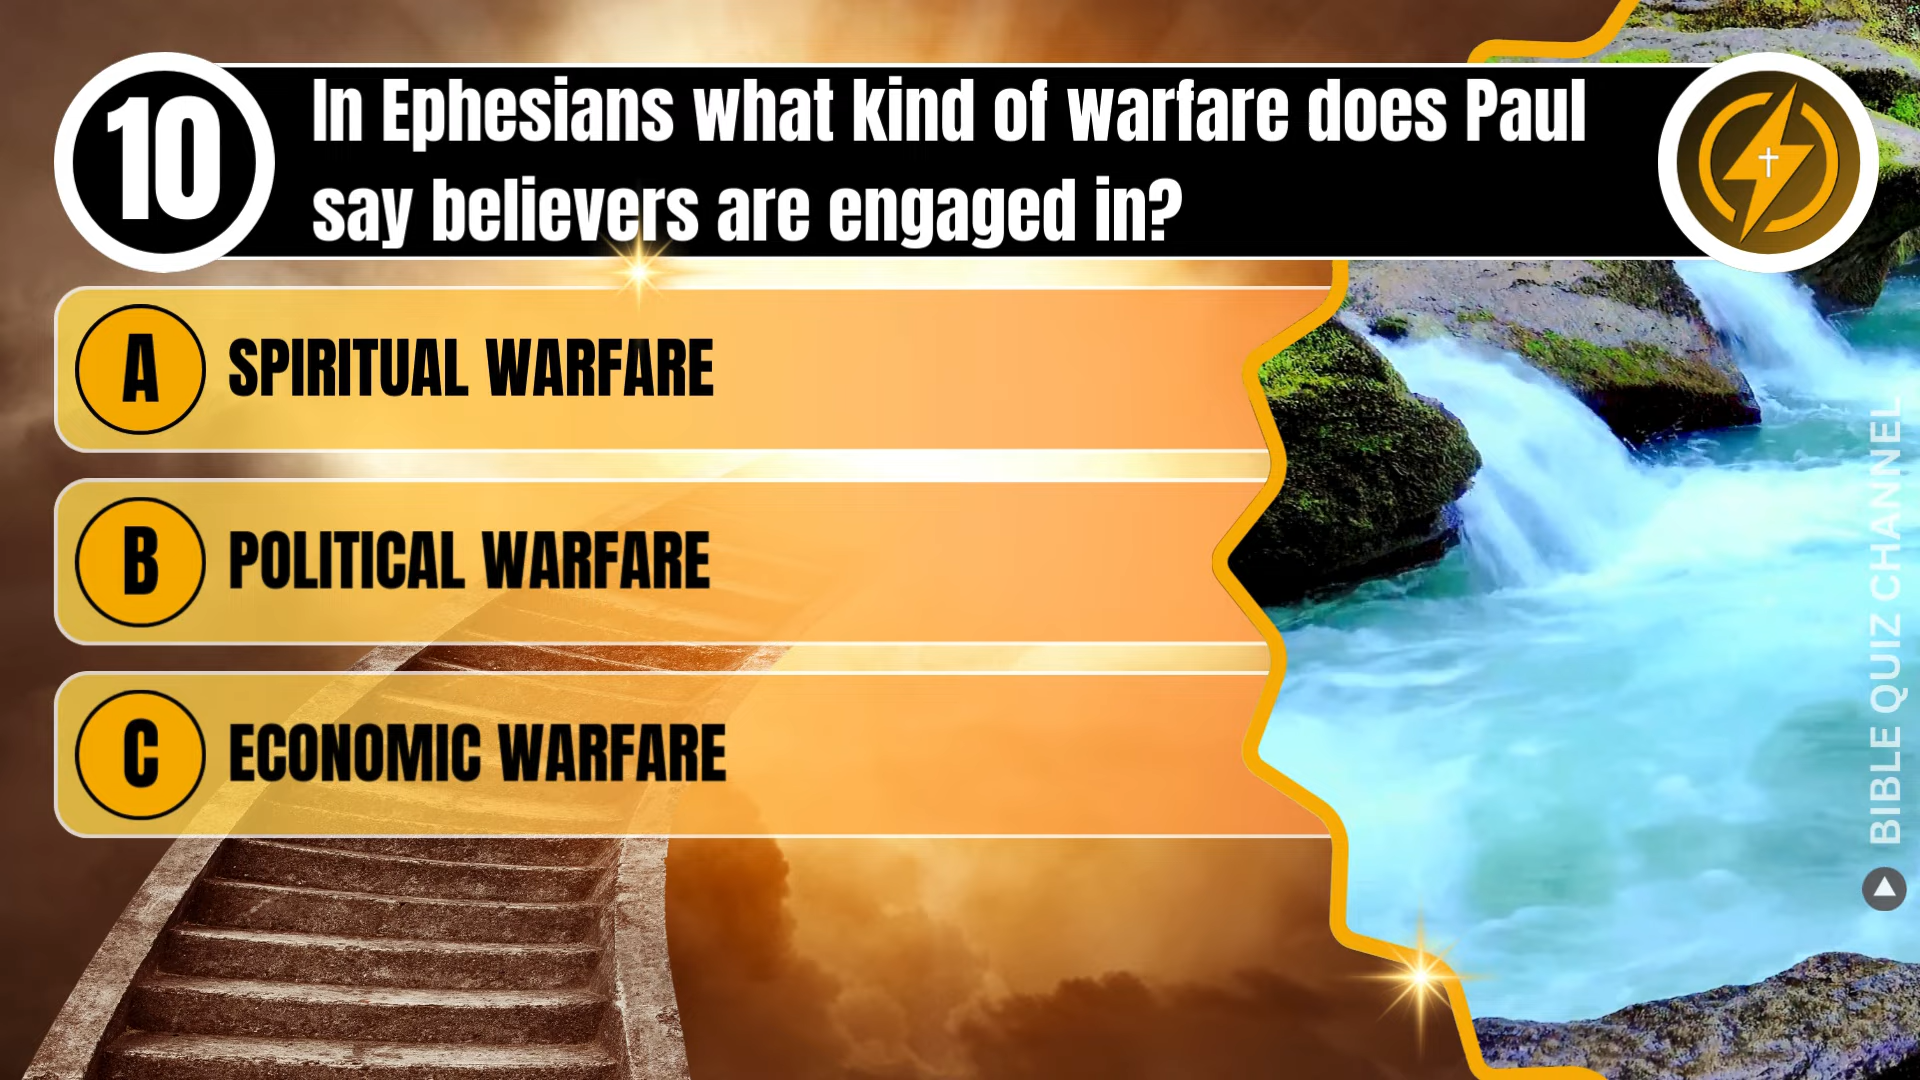 10
In Ephesians what kind of warfare does Paul
say believers are engaged in?
A
SPIRITUAL WARFARE
B
POLITICAL WARFARE
C
ECONOMIC WARFARE
BIBLE QUIZ CHANNEL